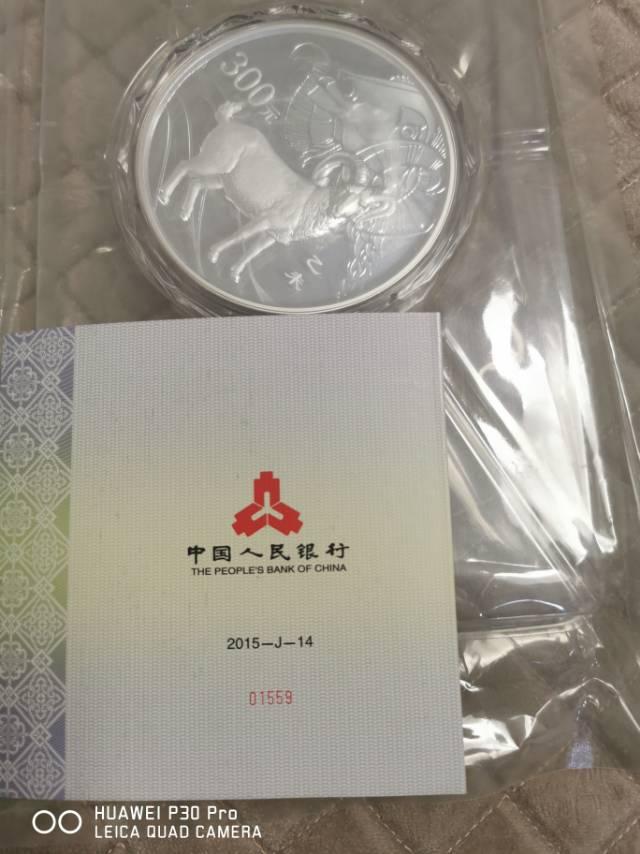 300元
乙未
中国人民银行
THE PEOPLE'S BANK OF CHINA
2015-J-14
01559
HUAWEI P30 Pro
LEICA QUAD CAMERA